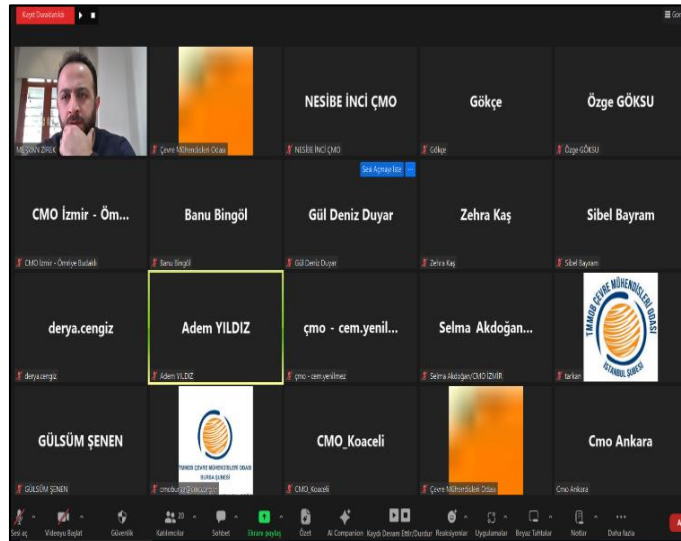 Kayıt Duraklatıldı
NESİBE İNCİ ÇMO
Gökçe
Özge GÖKSU
Çevre Mühendisleri Odası
NESİBE İNCİ ÇMO
Gökçe
Özge GÖKSU
Sesi Açmayı İste
CMO İzmir - Öm...
Banu Bingöl
Gül Deniz Duyar
Zehra Kaş
Sibel Bayram
CMO İzmir - Ömriye Budaklı
Banu Bingöl
Gül Deniz Duyar
Zehra Kaş
Sibel Bayram
derya.cengiz
Adem YILDIZ
çmo - cem.yenil...
Selma Akdoğan...
TMMOB ÇEVRE MÜHENDİSLERİ ODASI
İSTANBUL ŞUBESİ
derya.cengiz
Adem YILDIZ
çmo - cem.yenilmez
Selma Akdoğan/CMO İZMİR
tarkan
GÜLSÜM ŞENEN
TMMOB ÇEVRE MÜHENDİSLERİ ODASI
BURSA ŞUBESİ
CMO_Koaceli
Cmo Ankara
GÜLSÜM ŞENEN
CMO_Koaceli
Çevre Mühendisleri Odası
Cmo Ankara
Sesi aç
Videoyu Başlat
Güvenlik
20
Katılımcılar
Sohbet
Ekranı paylaş
Özet
AI Companion
Kaydı Devam Ettir/Durdur
Reaksiyonlar
Uygulamalar
Beyaz Tahtalar
Notlar
Daha fazla